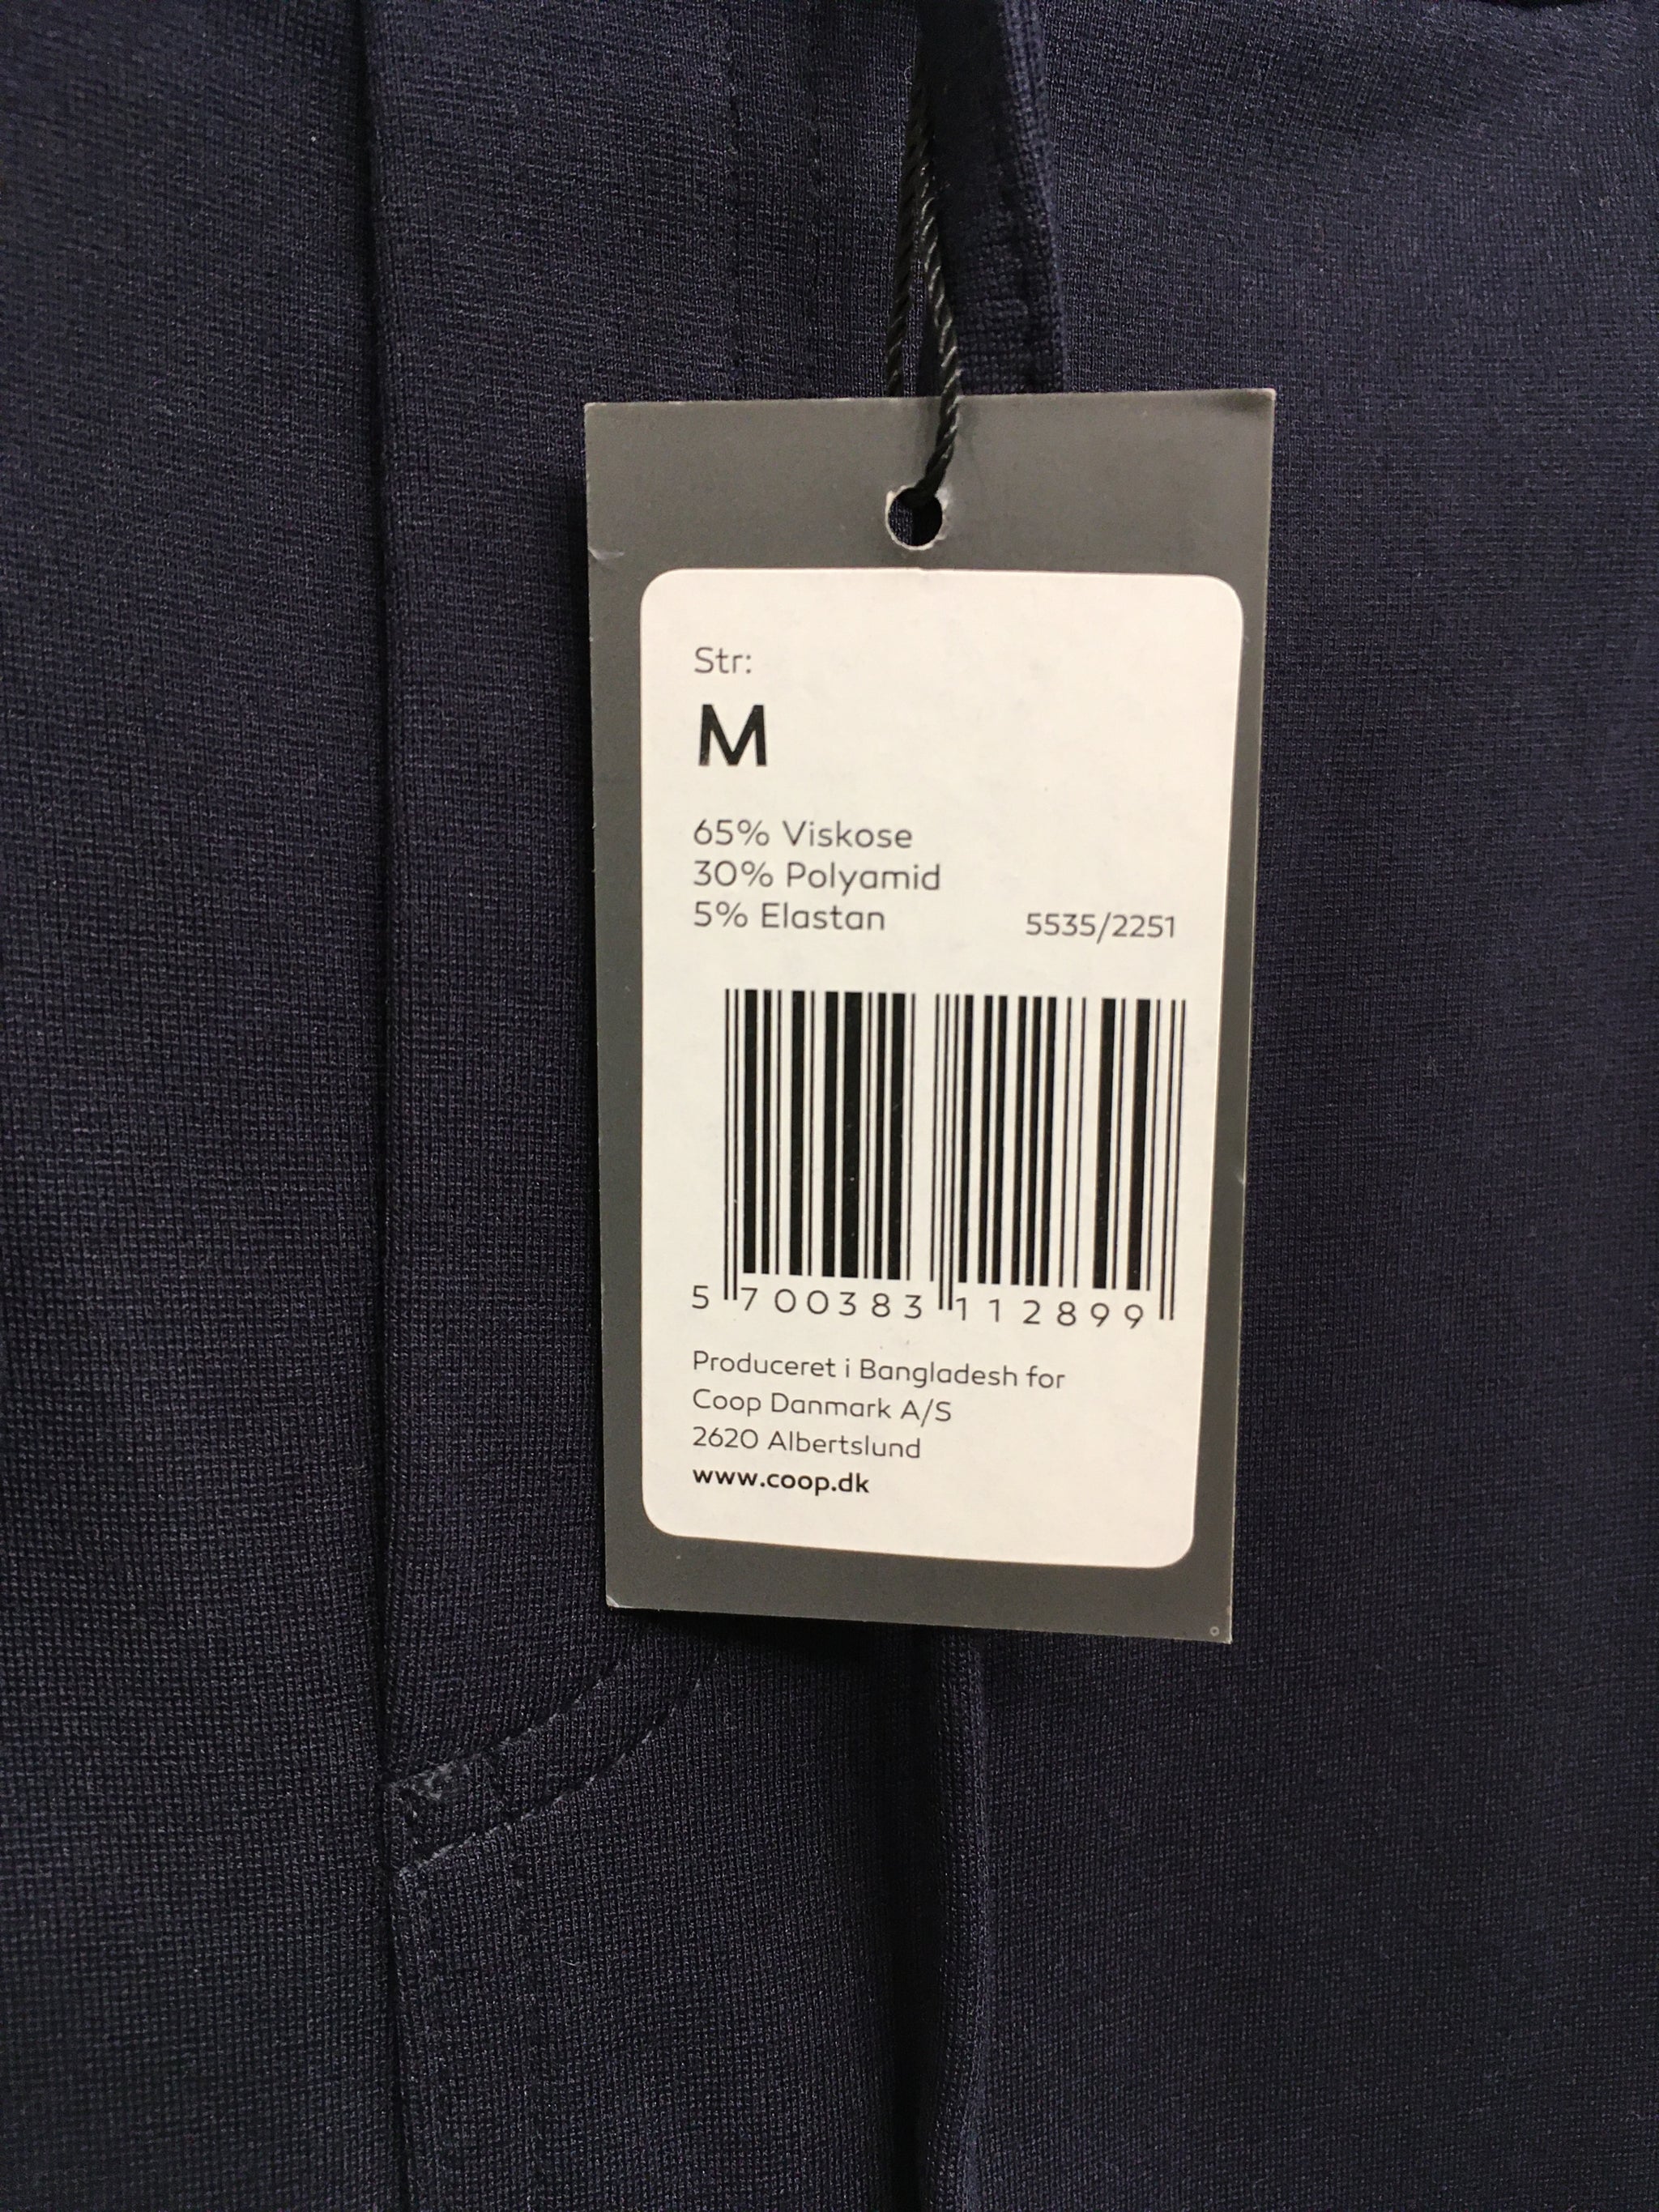 Str:
M
65% Viskose
30% Polyamid
5% Elastan 5535/2251
5 700383 112899
Produceret i Bangladesh for
Coop Danmark A/S
2620 Albertslund
www.coop.dk